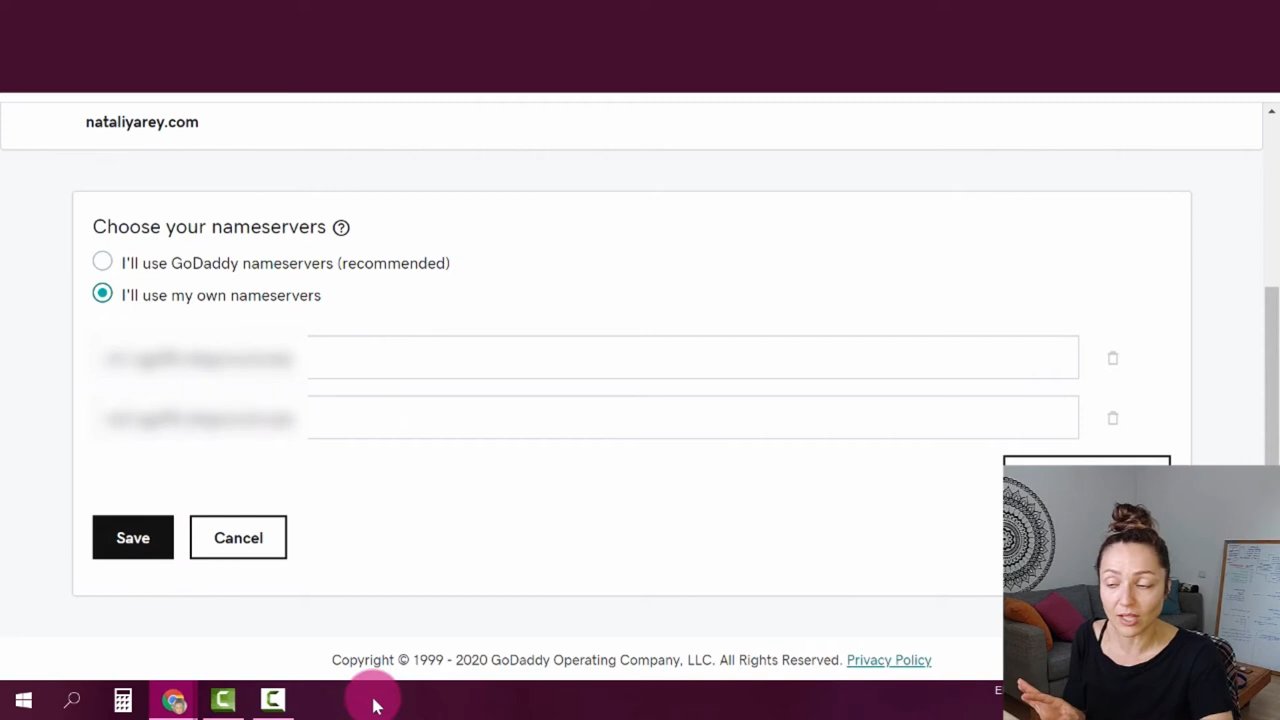 nataliyarey.com
Choose your nameservers ?
I'll use GoDaddy nameservers (recommended)
I'll use my own nameservers
Save
Cancel
Copyright © 1999 - 2020 GoDaddy Operating Company, LLC. All Rights Reserved. Privacy Policy
E